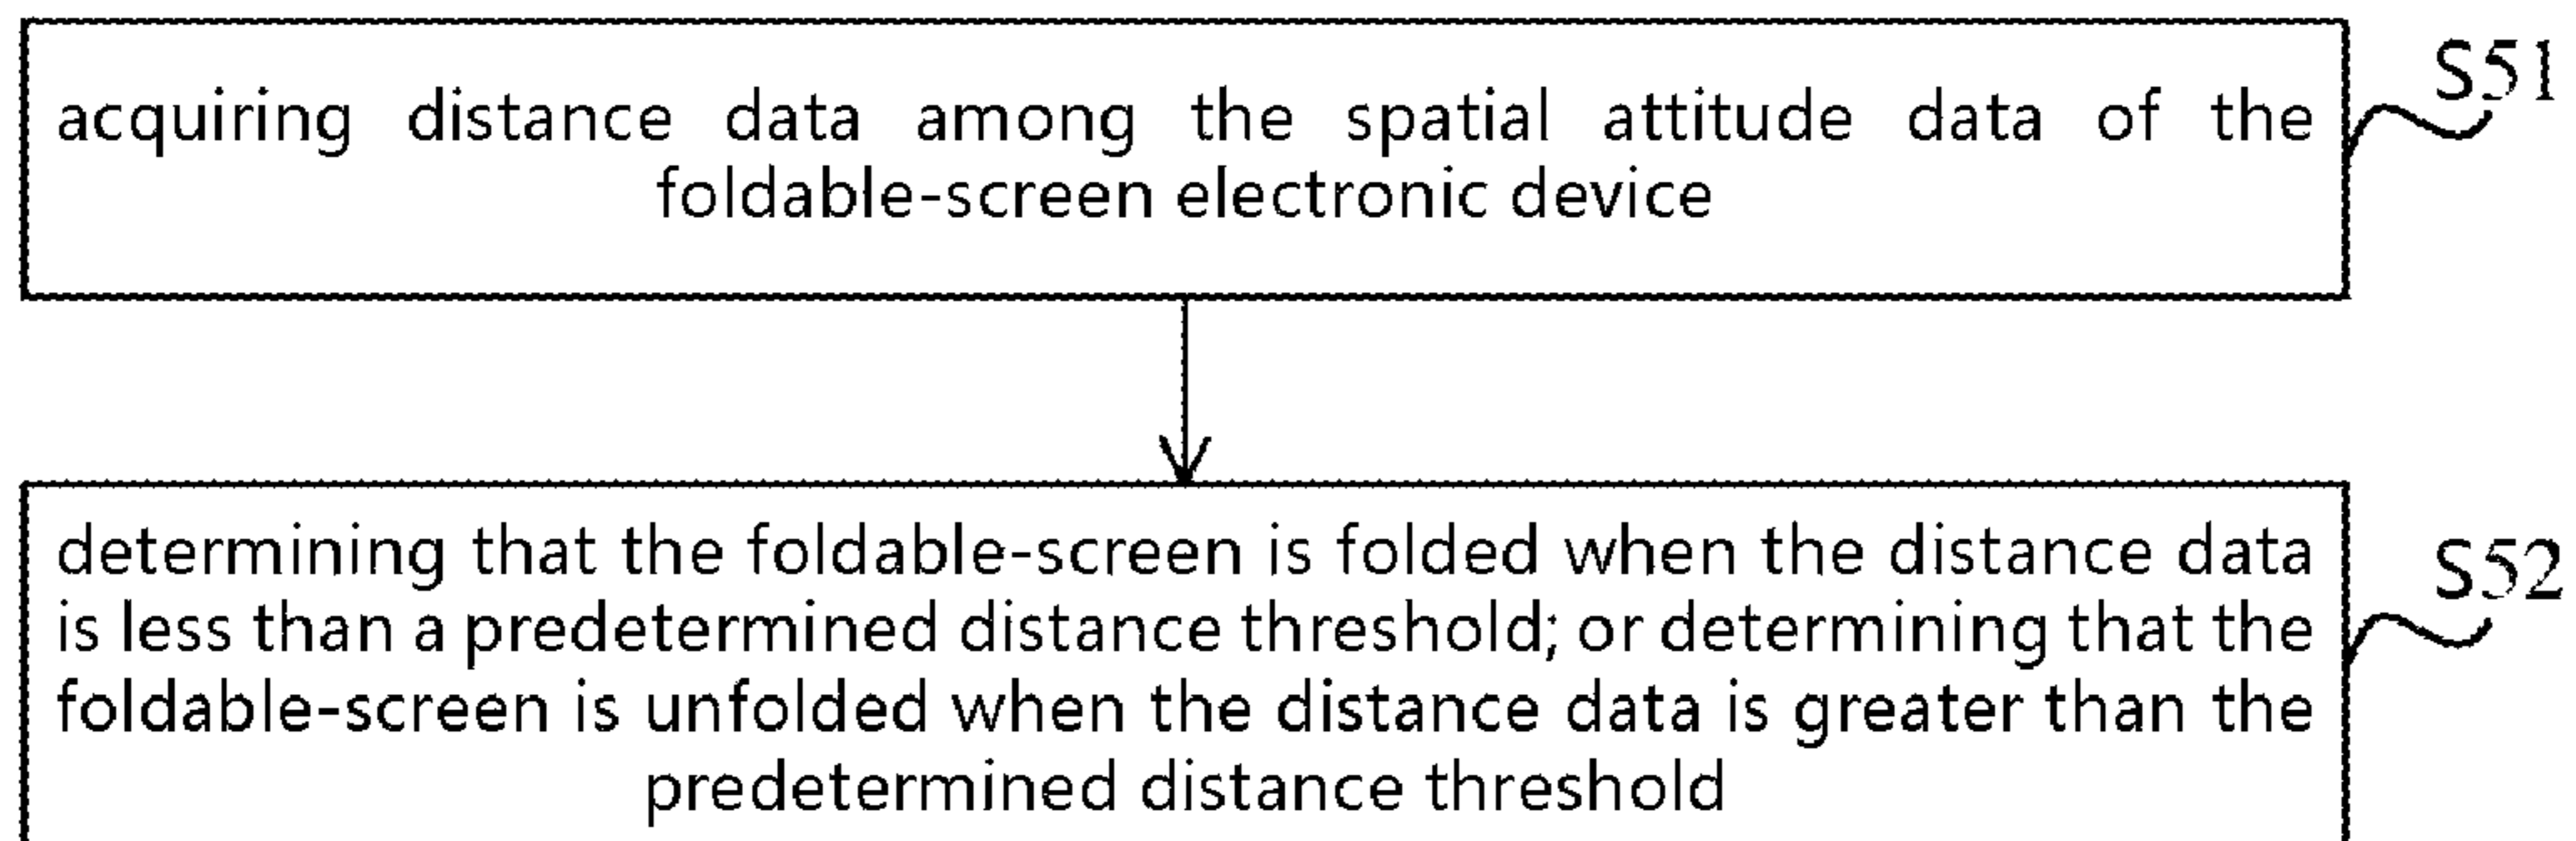 acquiring distance data among the spatial attitude data of the
foldable-screen electronic device
S51
determining that the foldable-screen is folded when the distance data
is less than a predetermined distance threshold; or determining that the
foldable-screen is unfolded when the distance data is greater than the
predetermined distance threshold
S52